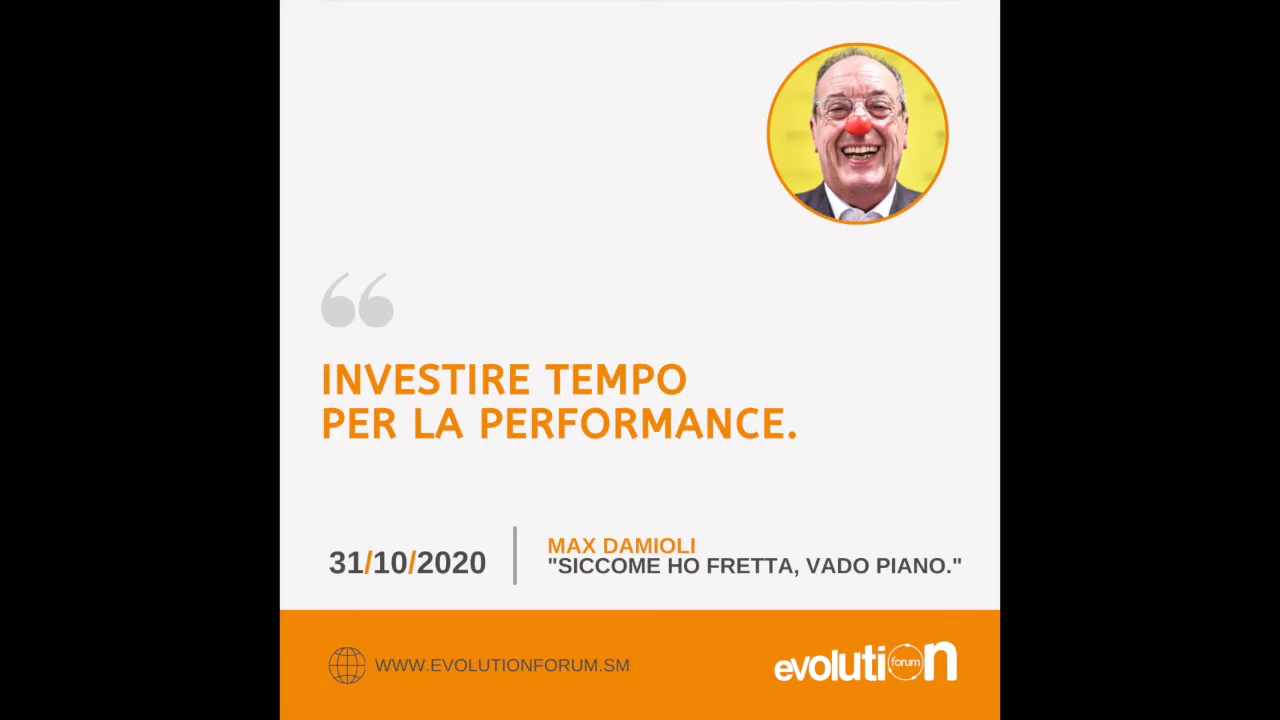 INVESTIRE TEMPO
PER LA PERFORMANCE.
31/10/2020
MAX DAMIOLI
"SICCOME HO FRETTA, VADO PIANO."
WWW.EVOLUTIONFORUM.SM
evolution
forum